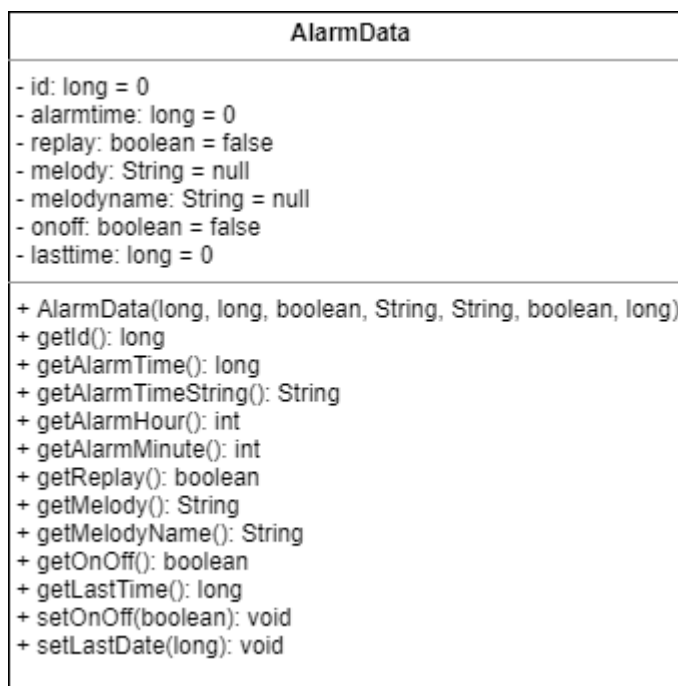 AlarmData
- id: long = 0
- alarmtime: long = 0
- replay: boolean = false
- melody: String = null
- melodyname: String = null
- onoff: boolean = false
- lasttime: long = 0
+ AlarmData(long, long, boolean, String, String, boolean, long)
+ getId(): long
+ getAlarmTime(): long
+ getAlarmTimeString(): String
+ getAlarmHour(): int
+ getAlarmMinute(): int
+ getReplay(): boolean
+ getMelody(): String
+ getMelodyName(): String
+ getOnOff(): boolean
+ getLastTime(): long
+ setOnOff(boolean): void
+ setLastDate(long): void